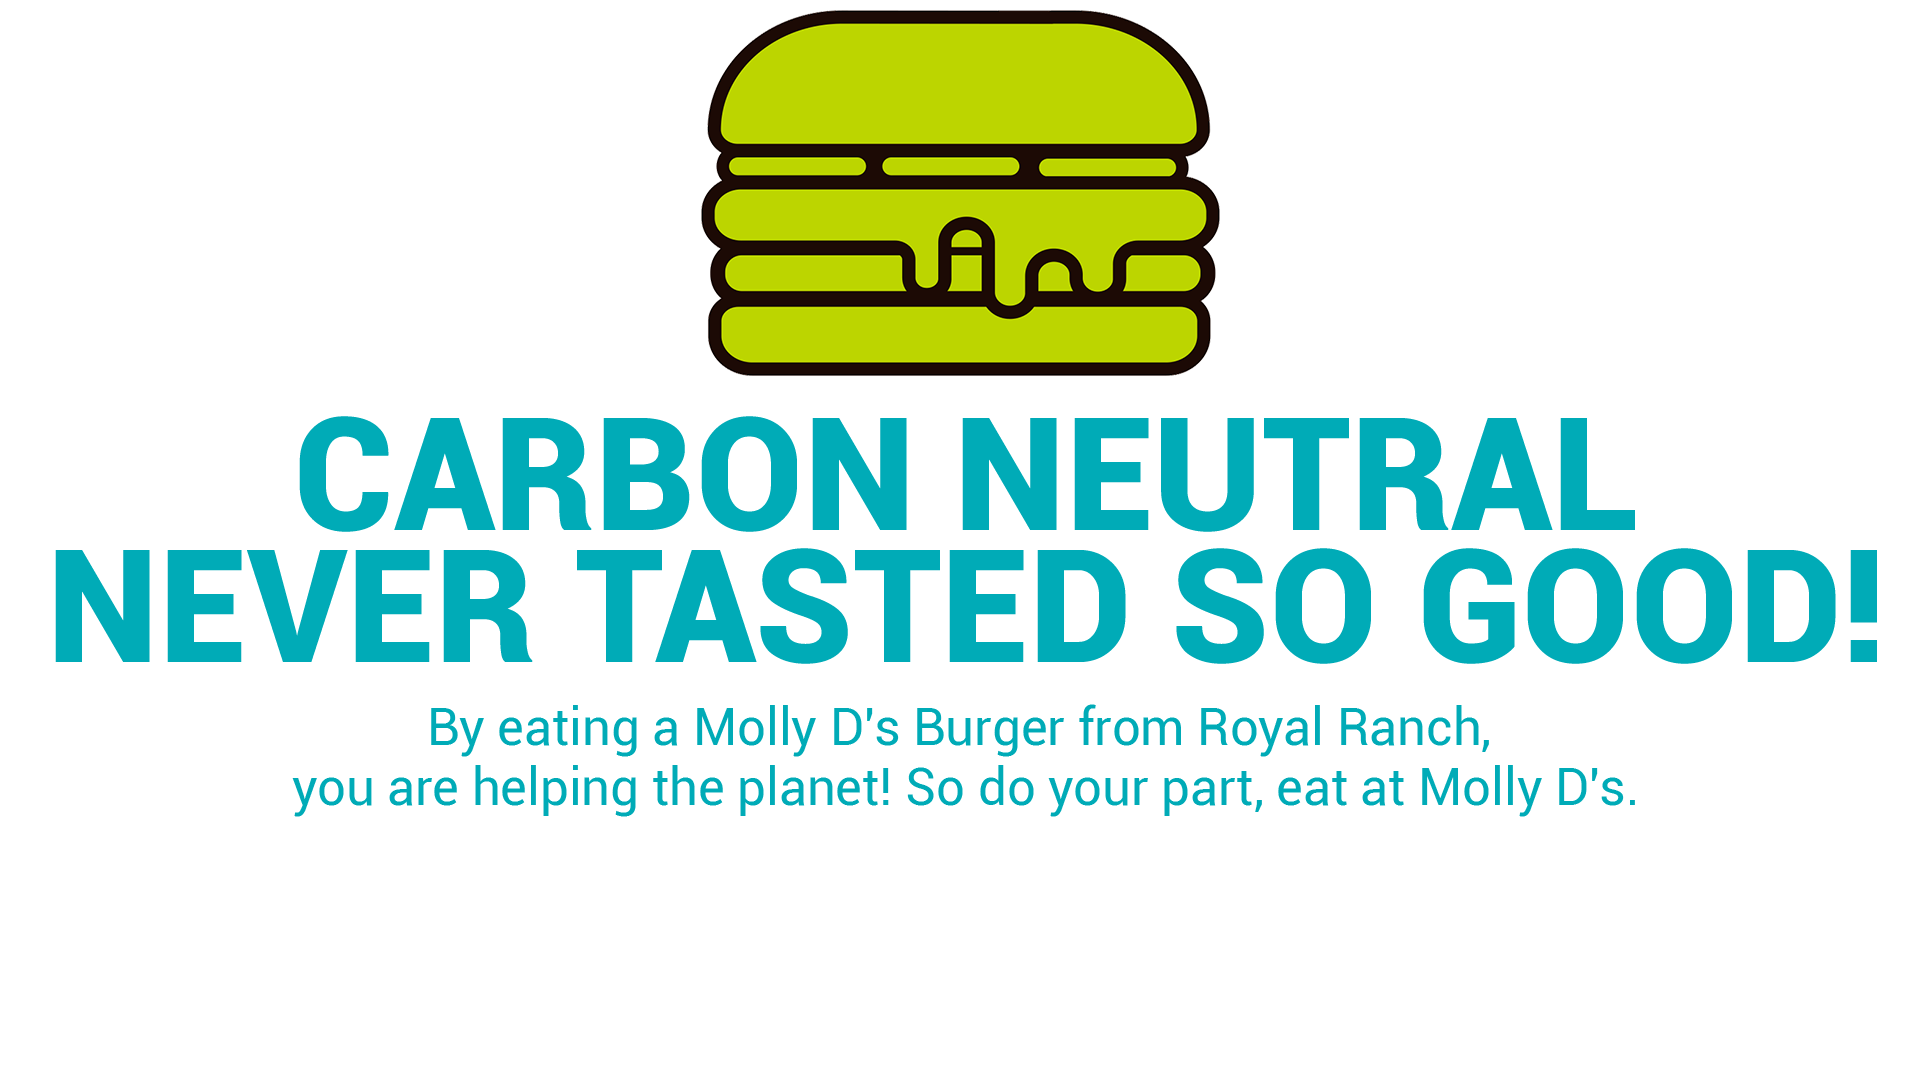 CARBON NEUTRAL
NEVER TASTED SO GOOD!
By eating a Molly D's Burger from Royal Ranch,
you are helping the planet! So do your part, eat at Molly D's.